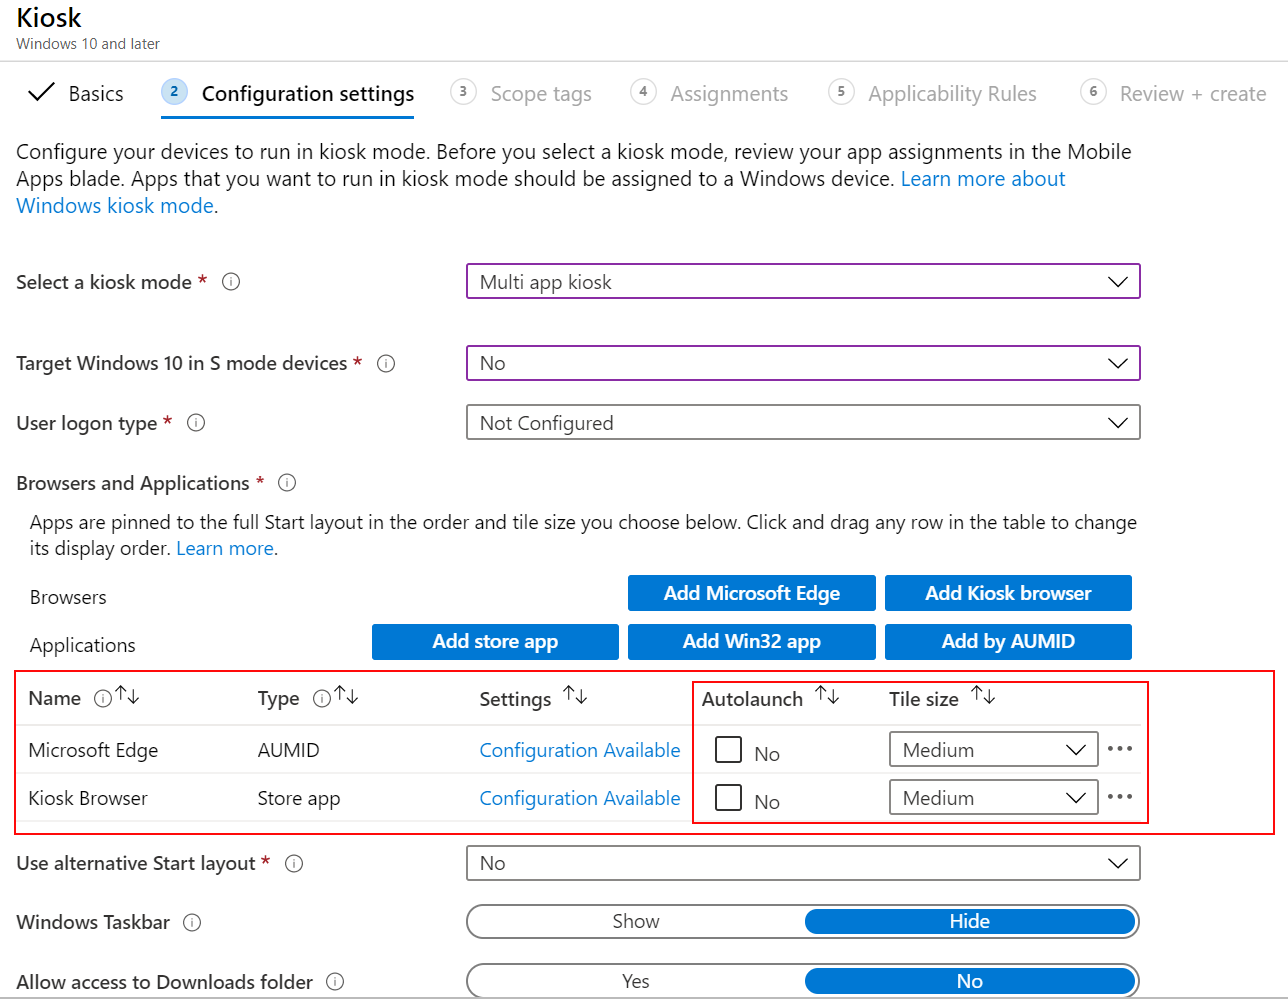 Kiosk
Windows 10 and later
Basics
2 Configuration settings
3 Scope tags
4 Assignments
5 Applicability Rules
6 Review + create
Configure your devices to run in kiosk mode. Before you select a kiosk mode, review your app assignments in the Mobile
Apps blade. Apps that you want to run in kiosk mode should be assigned to a Windows device. Learn more about
Windows kiosk mode.
Select a kiosk mode * Multi app kiosk
Target Windows 10 in S mode devices * No
User logon type * Not Configured
Browsers and Applications *
Apps are pinned to the full Start layout in the order and tile size you choose below. Click and drag any row in the table to change
its display order. Learn more.
Browsers Add Microsoft Edge Add Kiosk browser
Applications Add store app Add Win32 app Add by AUMID
Name Type Settings Autolaunch Tile size
Microsoft Edge AUMID Configuration Available No Medium
Kiosk Browser Store app Configuration Available No Medium
Use alternative Start layout * No
Windows Taskbar Show Hide
Allow access to Downloads folder Yes No